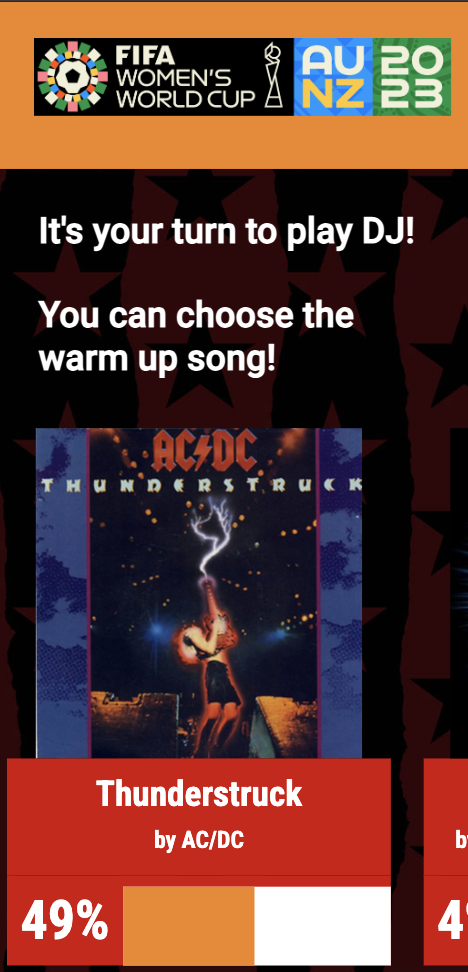 FIFA
WOMEN'S
WORLD CUP
AU 20
NZ 23
It's your turn to play DJ!
You can choose the
warm up song!
AC/DC
THUNDERSTRUCK
Thunderstruck
by AC/DC
49%